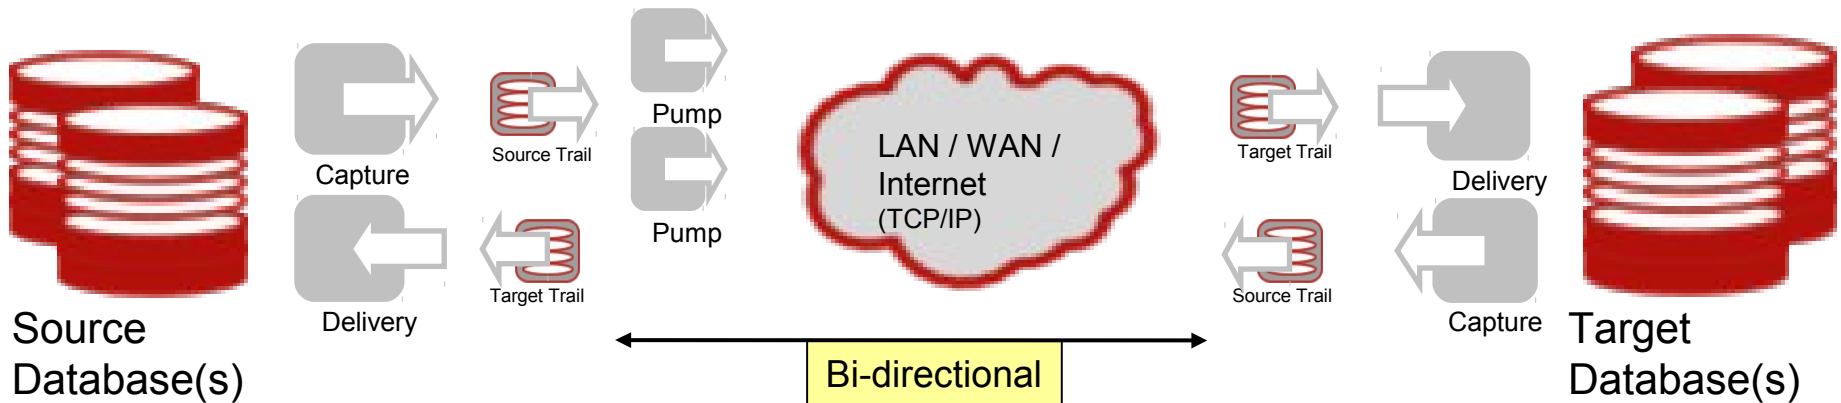 Capture
Source Trail
Pump
Pump
Delivery
Target Trail
Source
Database(s)
LAN / WAN /
Internet
(TCP/IP)
Bi-directional
Target Trail
Delivery
Source Trail
Capture
Target
Database(s)